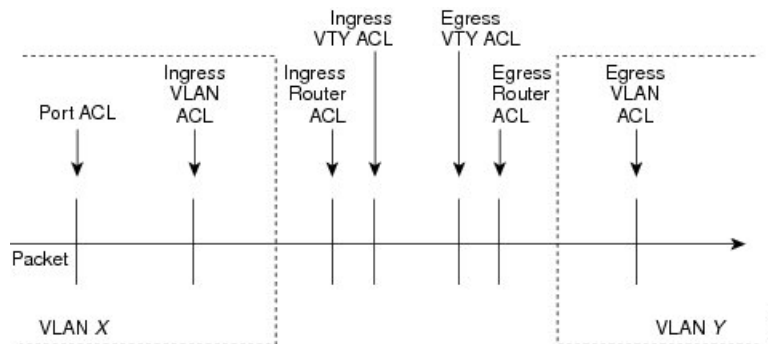 Ingress
VTY ACL
Egress
VTY ACL
Port ACL
Ingress
VLAN
ACL
Ingress
Router
ACL
Egress
Router
ACL
Egress
VLAN
ACL
Packet
VLAN X
VLAN Y